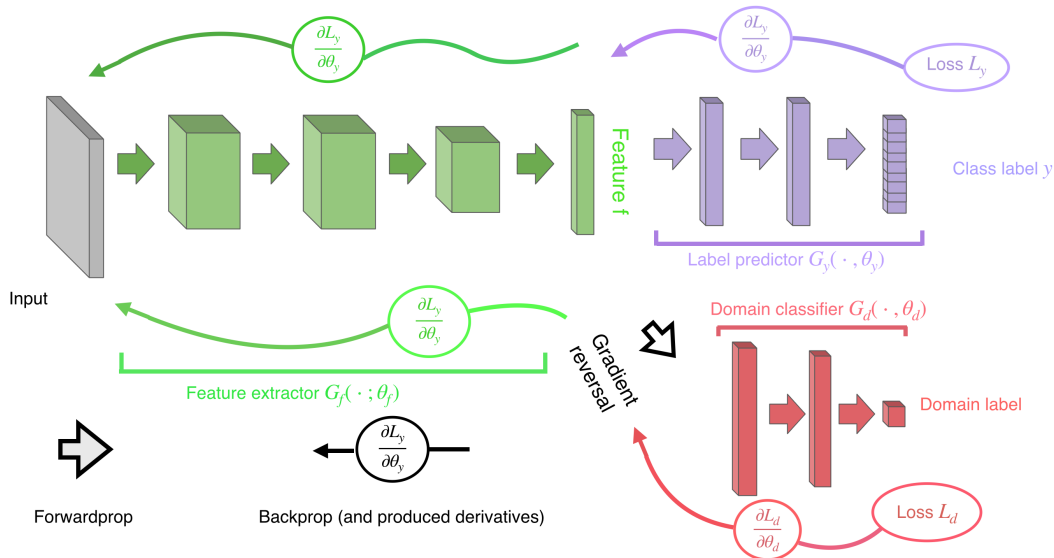 ∂L_y
∂θ_y
∂L_y
∂θ_y
Loss L_y
Feature f
Class label y
Label predictor G_y( · , θ_y)
Input
∂L_y
∂θ_y
Domain classifier G_d( · , θ_d)
Feature extractor G_f( · ; θ_f)
Gradient
reversal
Domain label
∂L_y
∂θ_y
Forwardprop
Backprop (and produced derivatives)
∂L_d
∂θ_d
Loss L_d